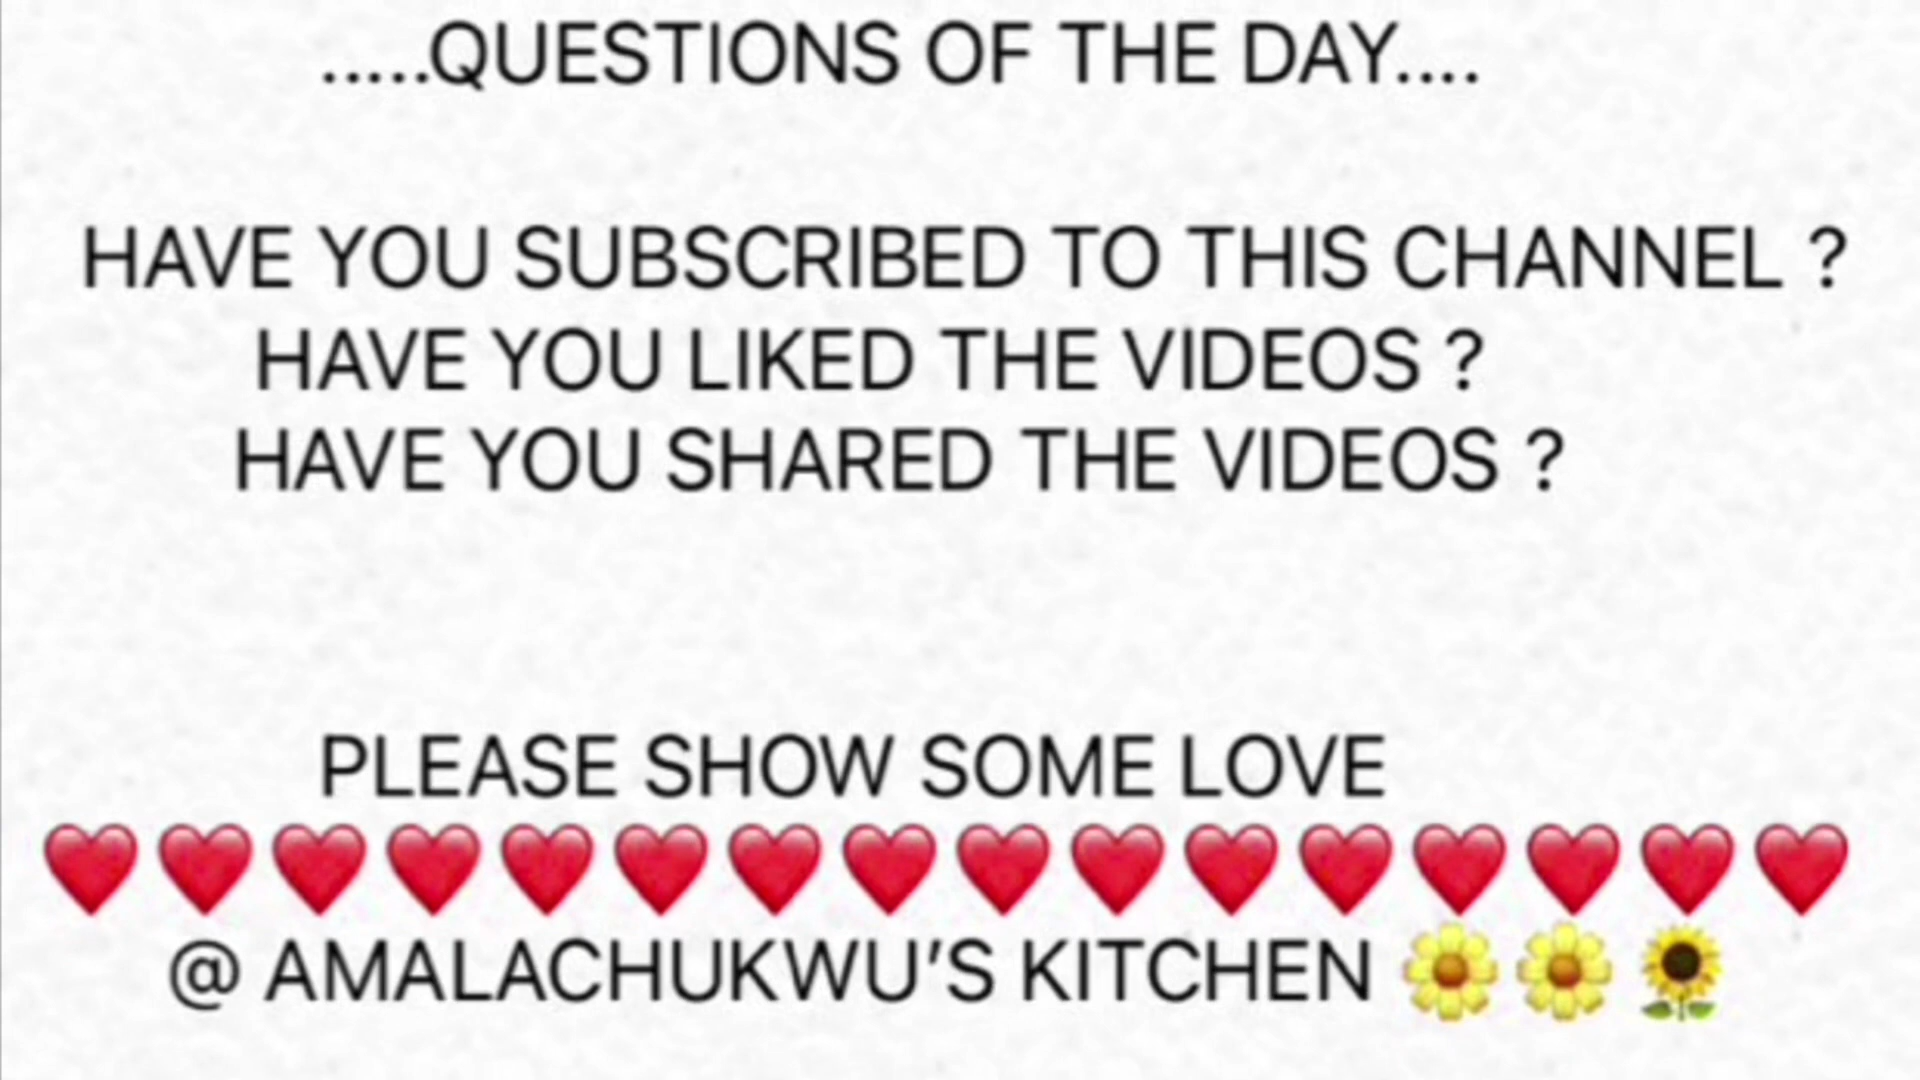 .....QUESTIONS OF THE DAY....
HAVE YOU SUBSCRIBED TO THIS CHANNEL ?
HAVE YOU LIKED THE VIDEOS ?
HAVE YOU SHARED THE VIDEOS ?
PLEASE SHOW SOME LOVE
❤️❤️❤️❤️❤️❤️❤️❤️❤️❤️❤️❤️❤️❤️❤️❤️
@ AMALACHUKWU'S KITCHEN 🌼🌼🌻